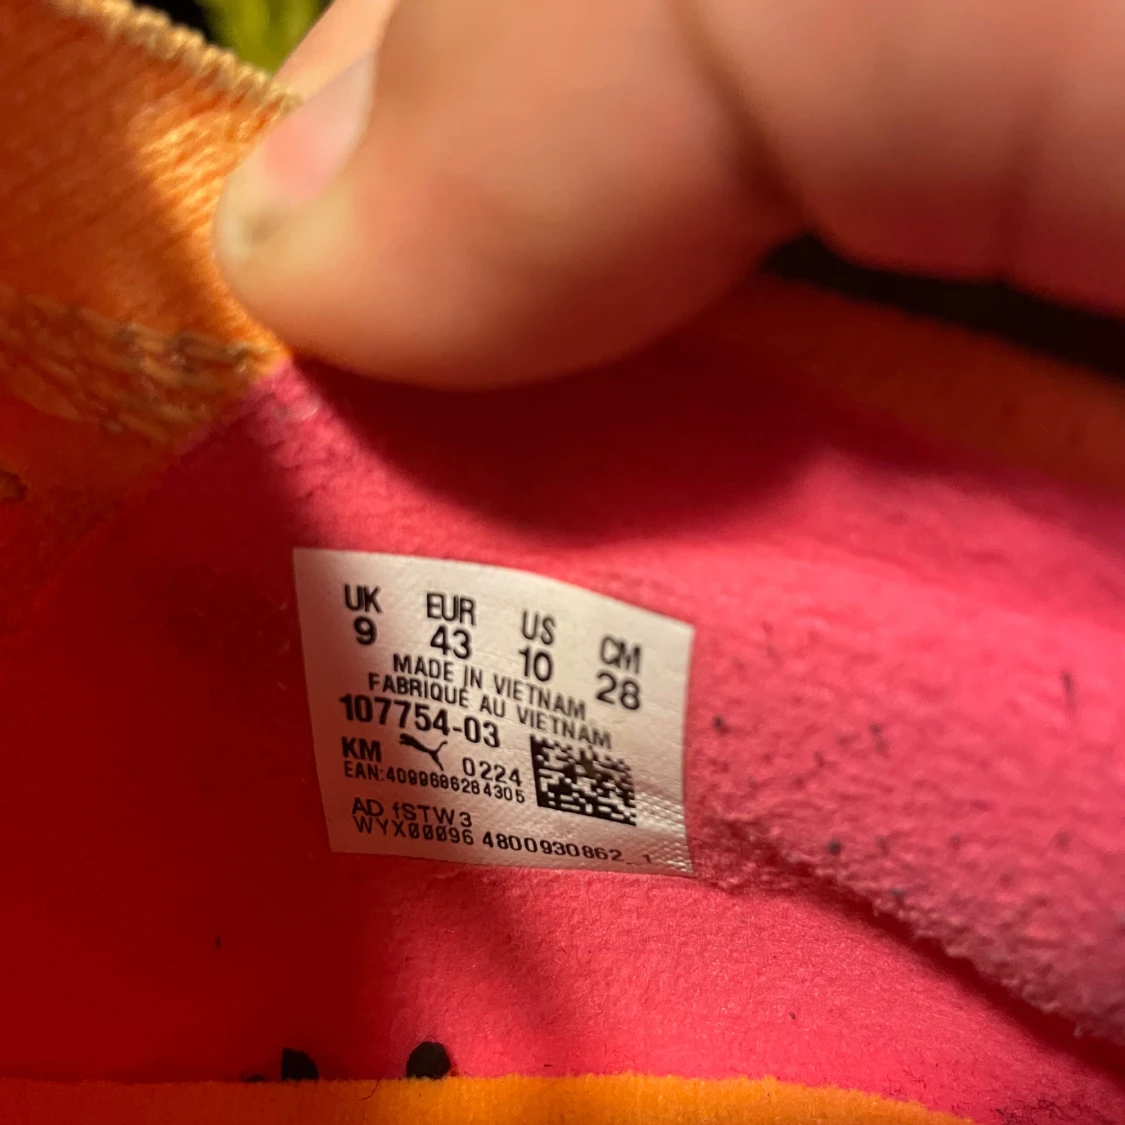 UK EUR US CM
9 43 10 28
MADE IN VIETNAM
FABRIQUÉ AU VIETNAM
107754-03
KM 0224
EAN:4099686284305
AD fSTW3
WYX00096 4800930862_1